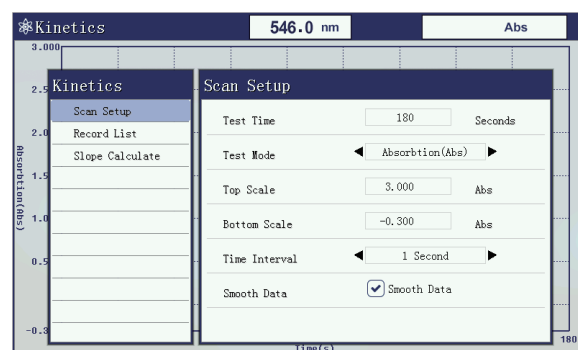 Kinetics 546.0 nm Abs
3.000
2.5
2.0
1.5
1.0
0.5
-0.3
Absorbtion(Abs)
Kinetics
Scan Setup
Record List
Slope Calculate
Scan Setup
Test Time 180 Seconds
Test Mode Absorbtion(Abs)
Top Scale 3.000 Abs
Bottom Scale -0.300 Abs
Time Interval 1 Second
Smooth Data Smooth Data
180
Time(s)